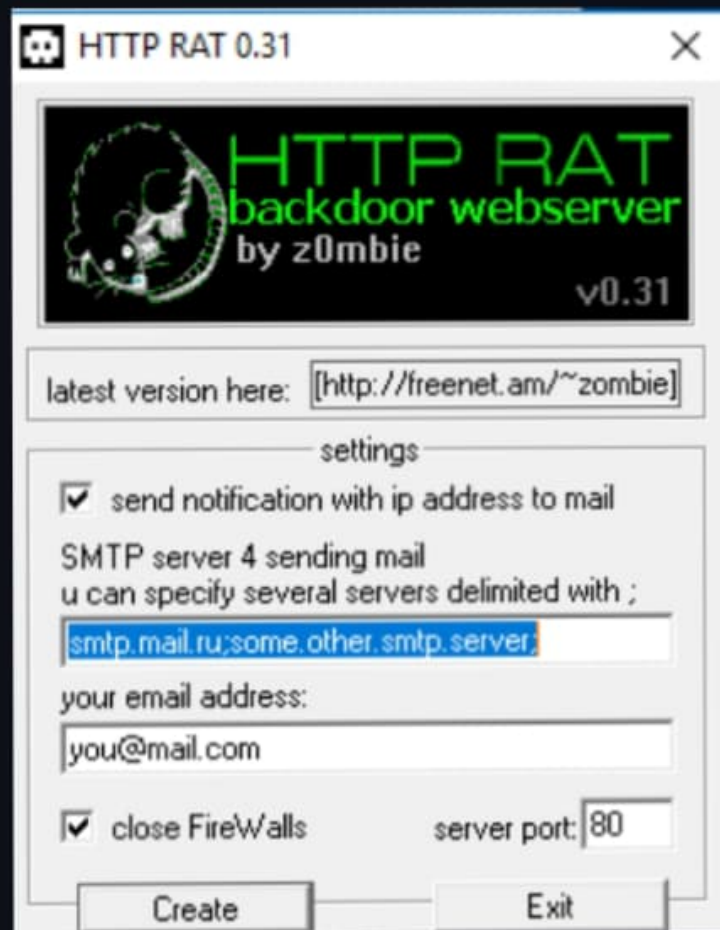 HTTP RAT 0.31
HTTP RAT
backdoor webserver
by z0mbie
v0.31
latest version here: [http://freenet.am/~zombie]
settings
send notification with ip address to mail
SMTP server 4 sending mail
u can specify several servers delimited with ;
smtp.mail.ru;some.other.smtp.server;
your email address:
you@mail.com
close FireWalls server port: 80
Create Exit